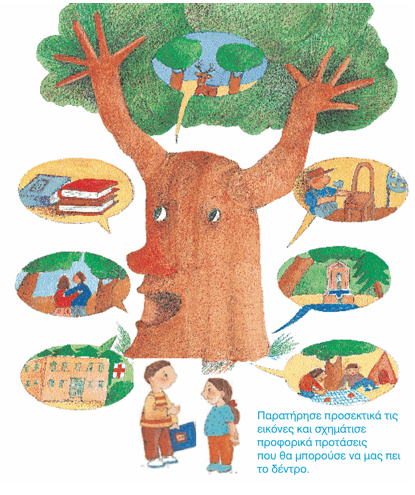 Παρατήρησε προσεκτικά τις
εικόνες και σχημάτισε
προφορικά προτάσεις
που θα μπορούσε να μας πει
το δέντρο.